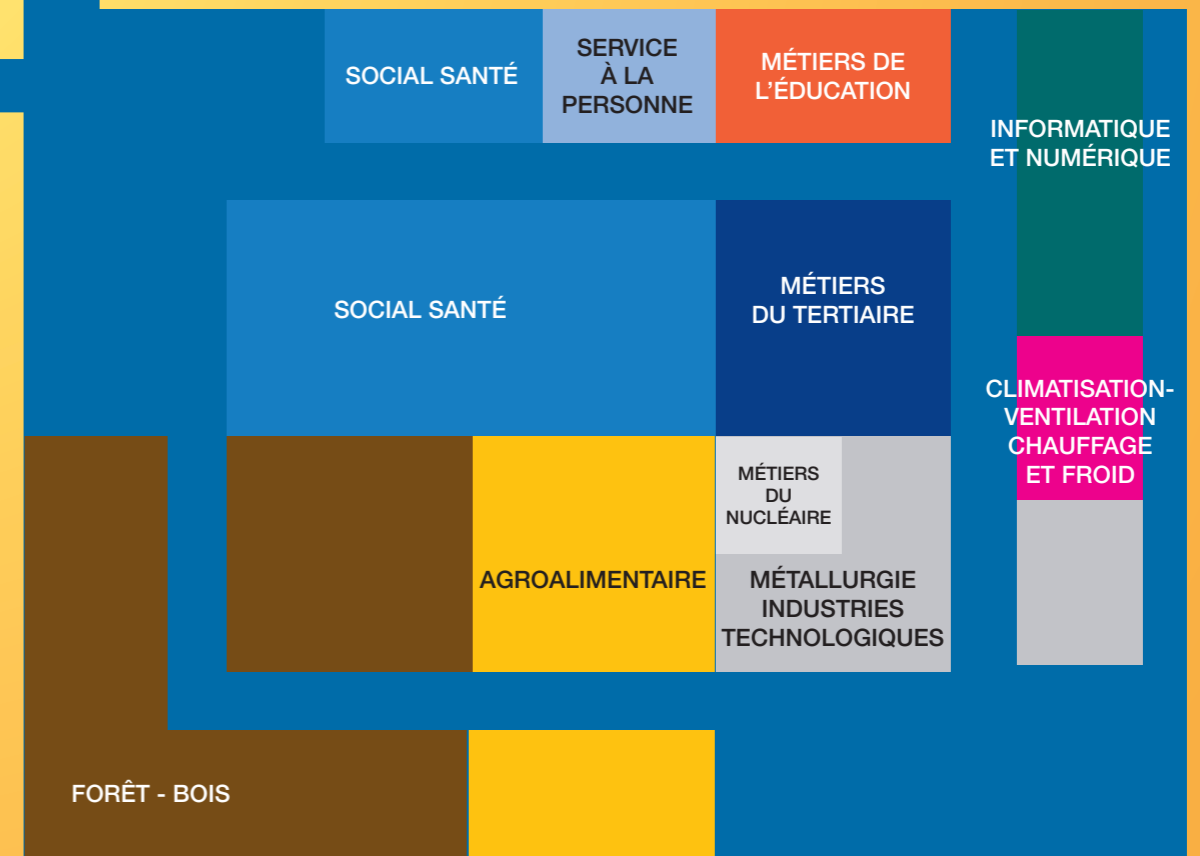 SOCIAL SANTÉ
SERVICE
À LA
PERSONNE
MÉTIERS DE
L'ÉDUCATION
INFORMATIQUE
ET NUMÉRIQUE
SOCIAL SANTÉ
MÉTIERS
DU TERTIAIRE
CLIMATISATION-
VENTILATION
CHAUFFAGE
ET FROID
MÉTIERS
DU
NUCLÉAIRE
AGROALIMENTAIRE
MÉTALLURGIE
INDUSTRIES
TECHNOLOGIQUES
FORÊT - BOIS